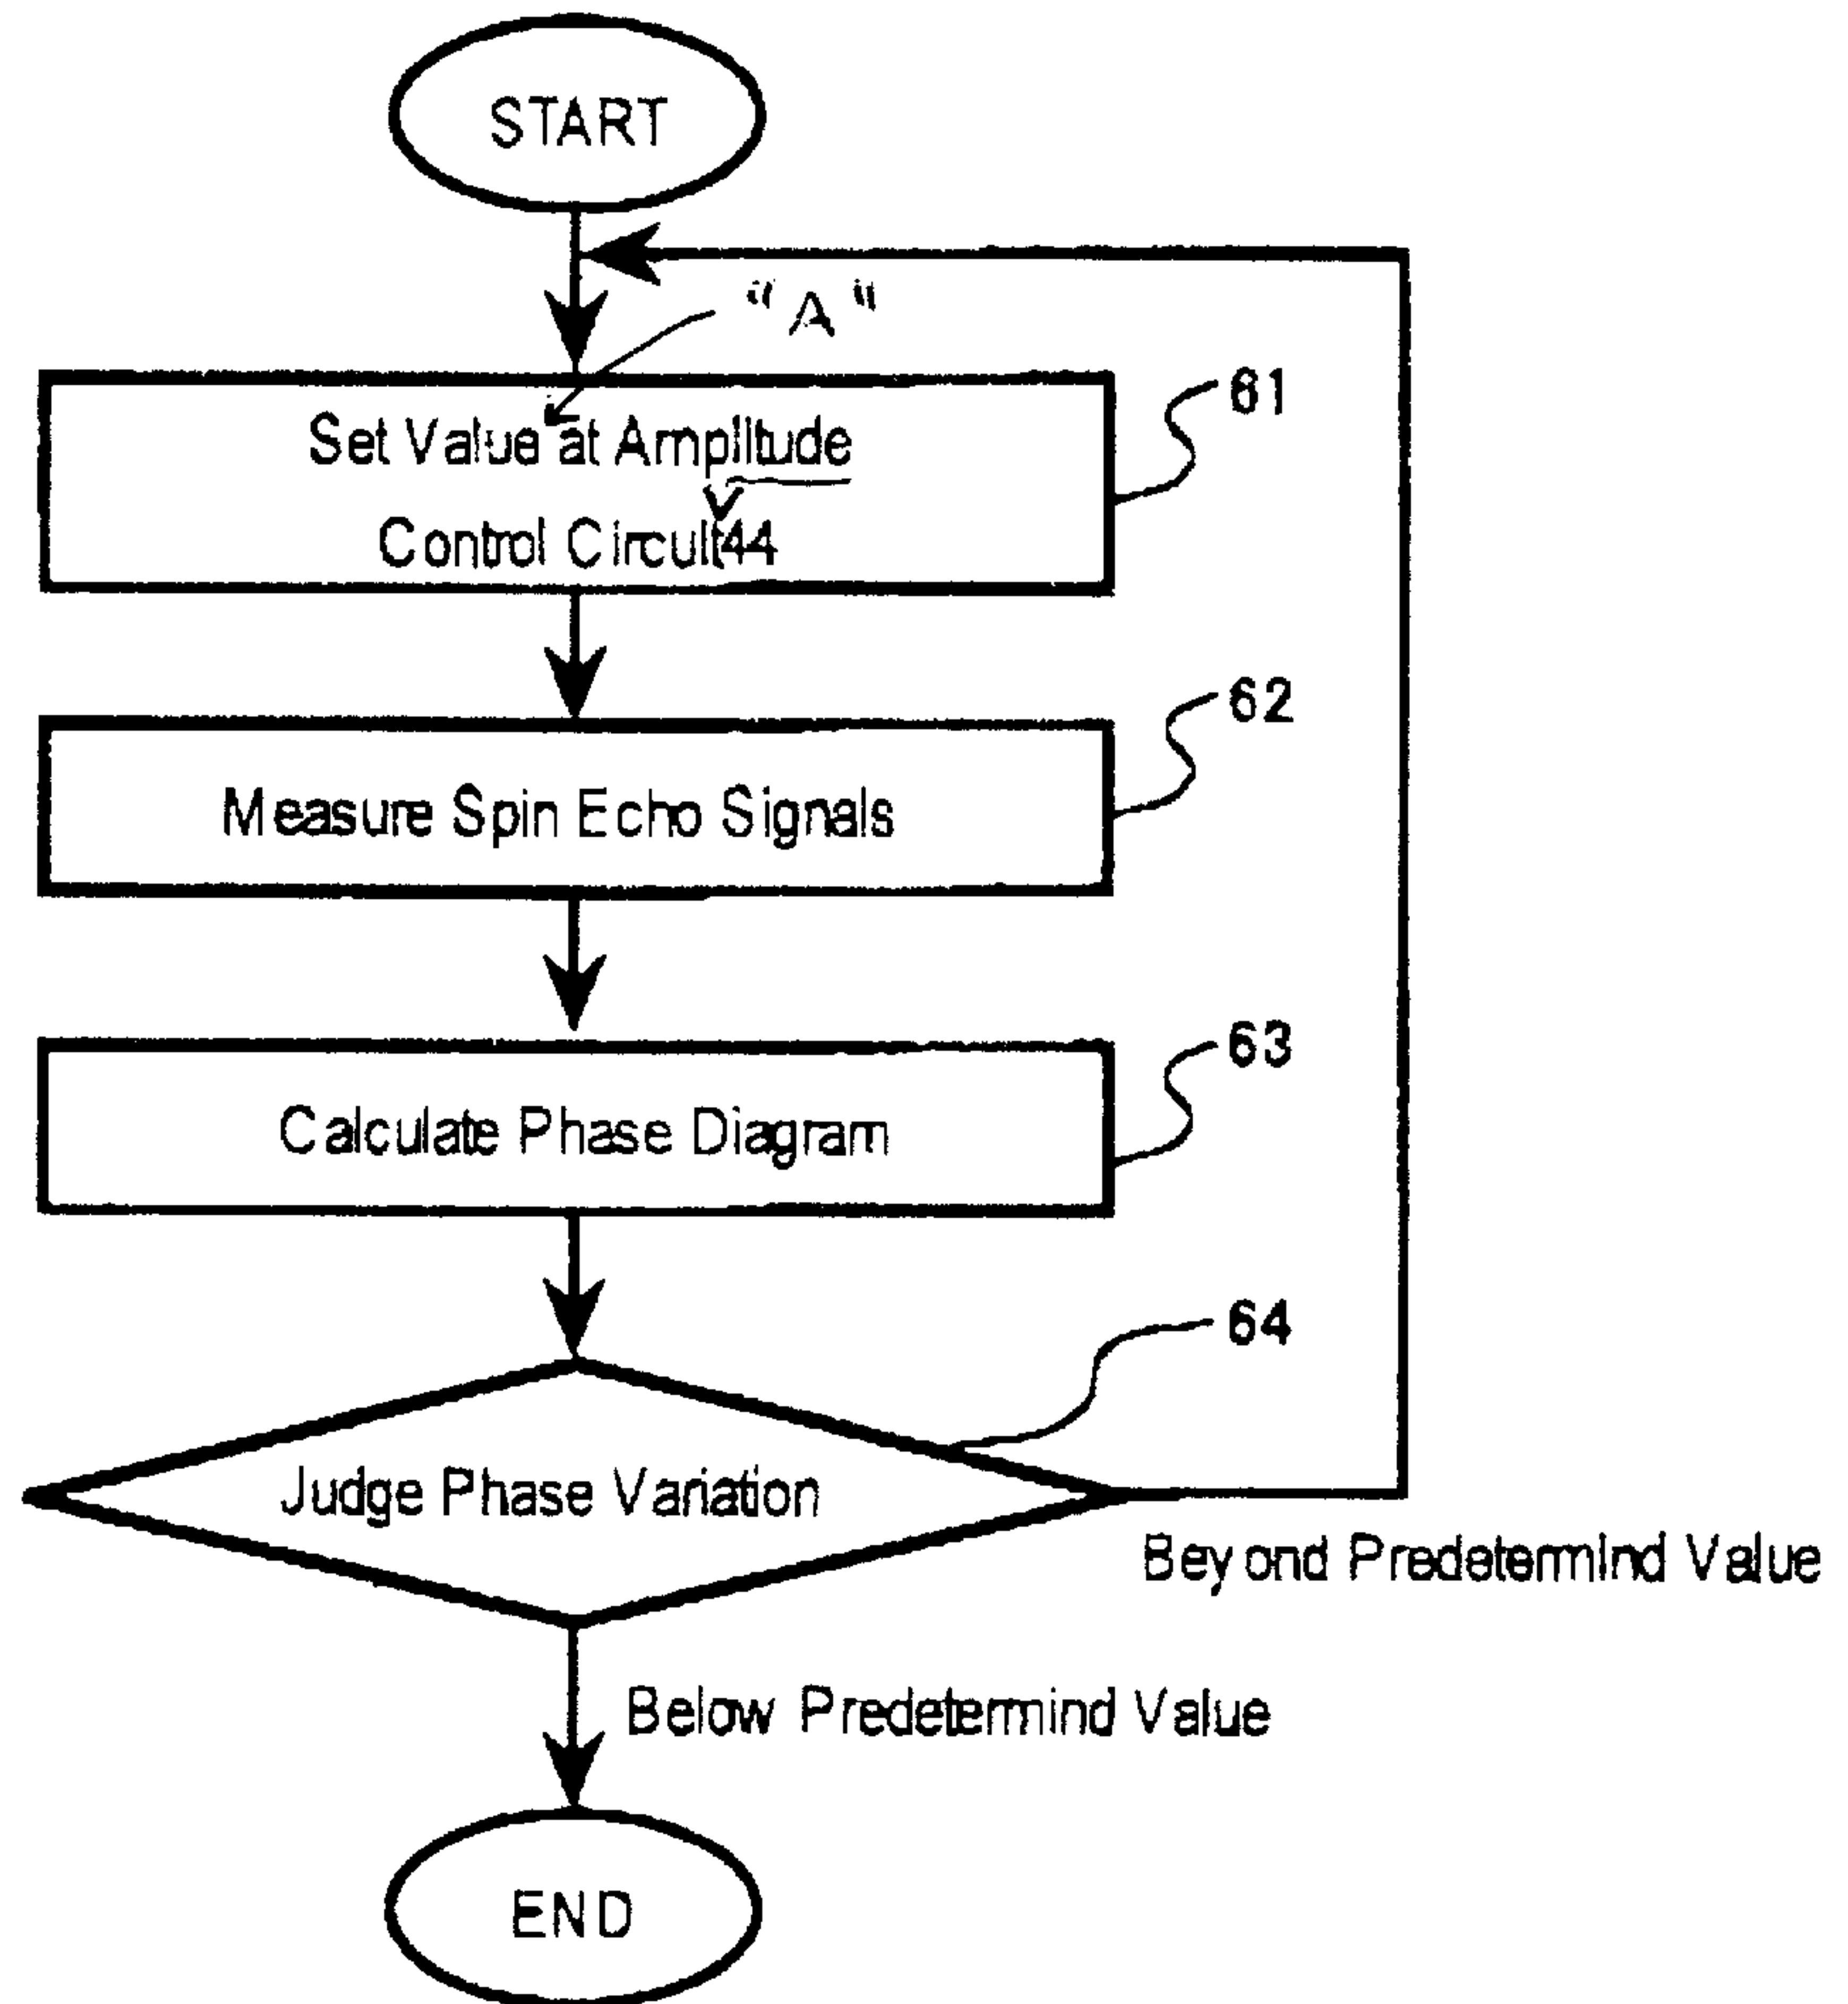 START
"A"
Set Value at Amplitude
Control Circuit44
61
Measure Spin Echo Signals
62
Calculate Phase Diagram
63
64
Judge Phase Variation
Beyond Predetermind Value
Below Predetermind Value
END